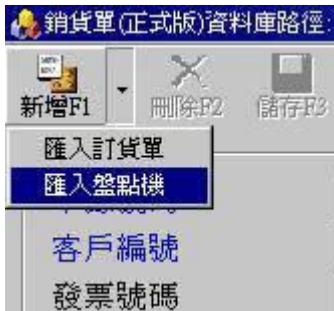 銷貨單(正式版)資料庫路徑:
新增F1 刪除F2 儲存F3
匯入訂貨單
匯入盤點機
客戶編號
發票號碼